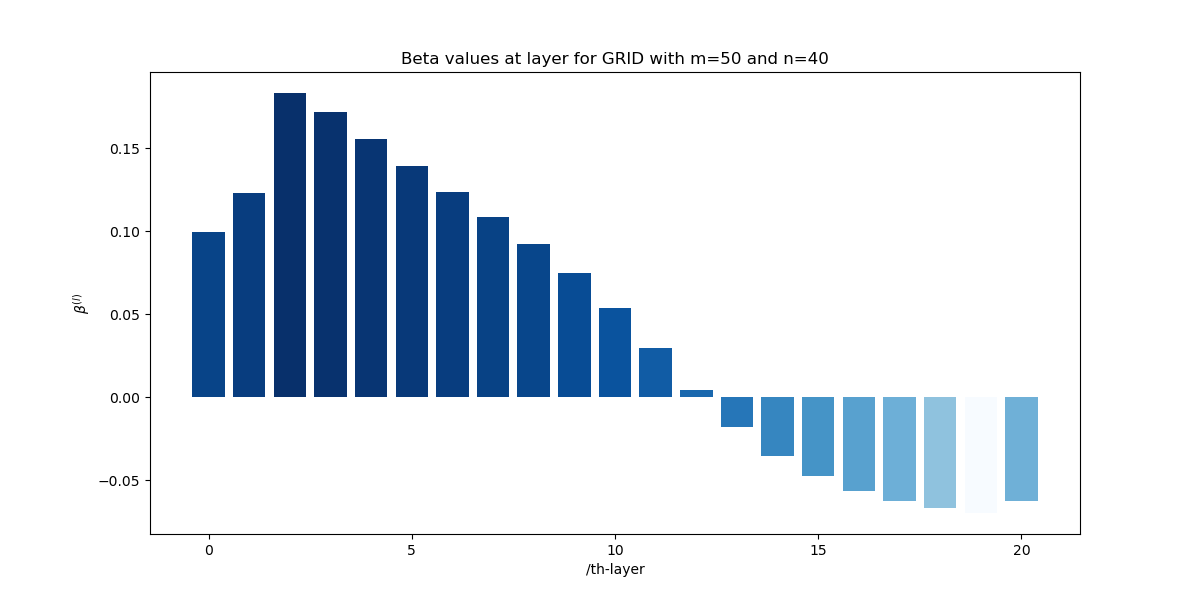 Beta values at layer for GRID with m=50 and n=40
0.15
0.10
0.05
0.00
−0.05
β^(l)
0 5 10 15 20
/th-layer